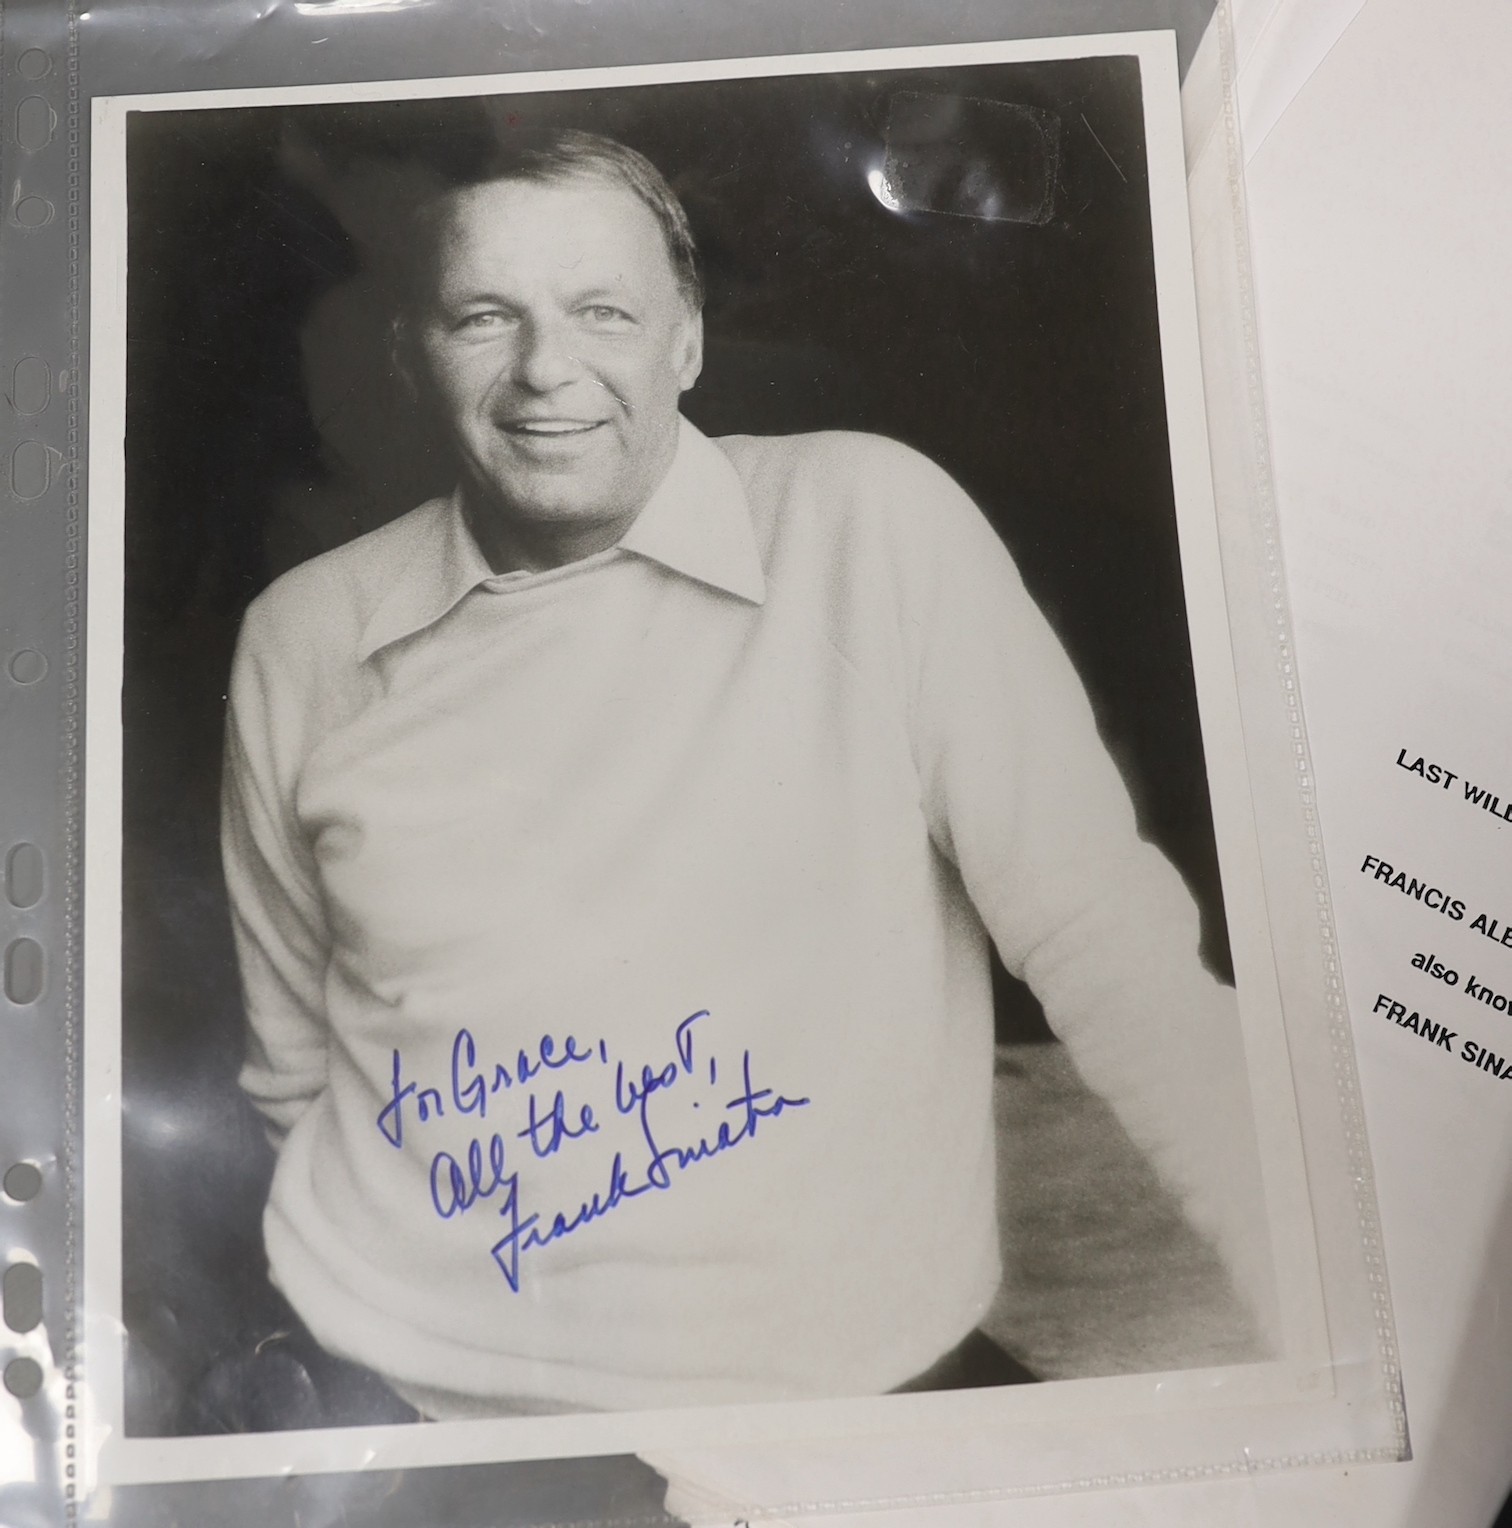 for Grace,
All the best,
Frank Sinatra
LAST WILL
FRANCIS ALB
also know
FRANK SINA